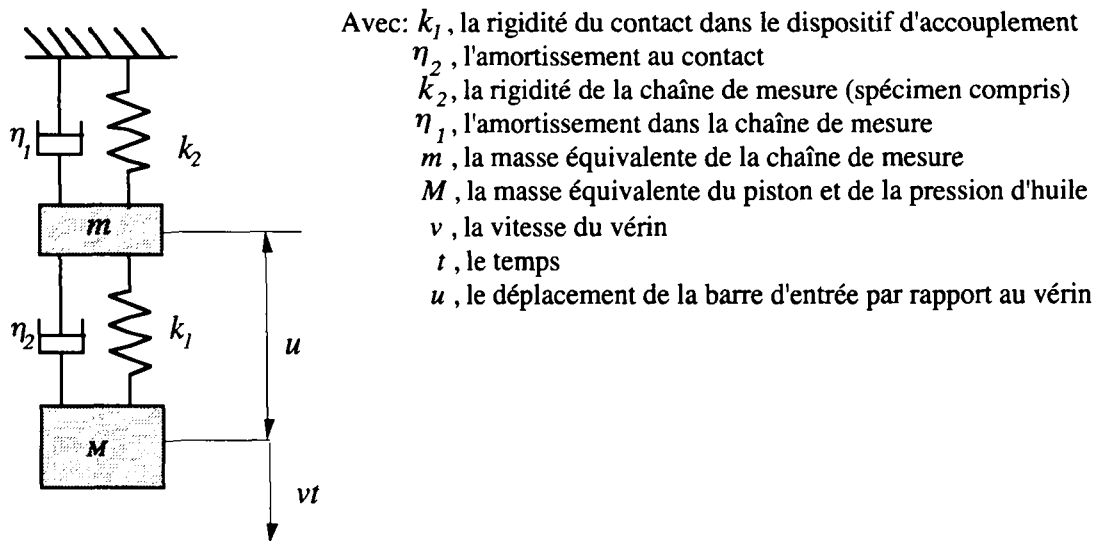 Avec: k₁, la rigidité du contact dans le dispositif d'accouplement
η₂, l'amortissement au contact
k₂, la rigidité de la chaîne de mesure (spécimen compris)
η₁, l'amortissement dans la chaîne de mesure
m, la masse équivalente de la chaîne de mesure
M, la masse équivalente du piston et de la pression d'huile
v, la vitesse du vérin
t, le temps
u, le déplacement de la barre d'entrée par rapport au vérin
η₁
k₂
m
η₂
k₁
u
M
vt